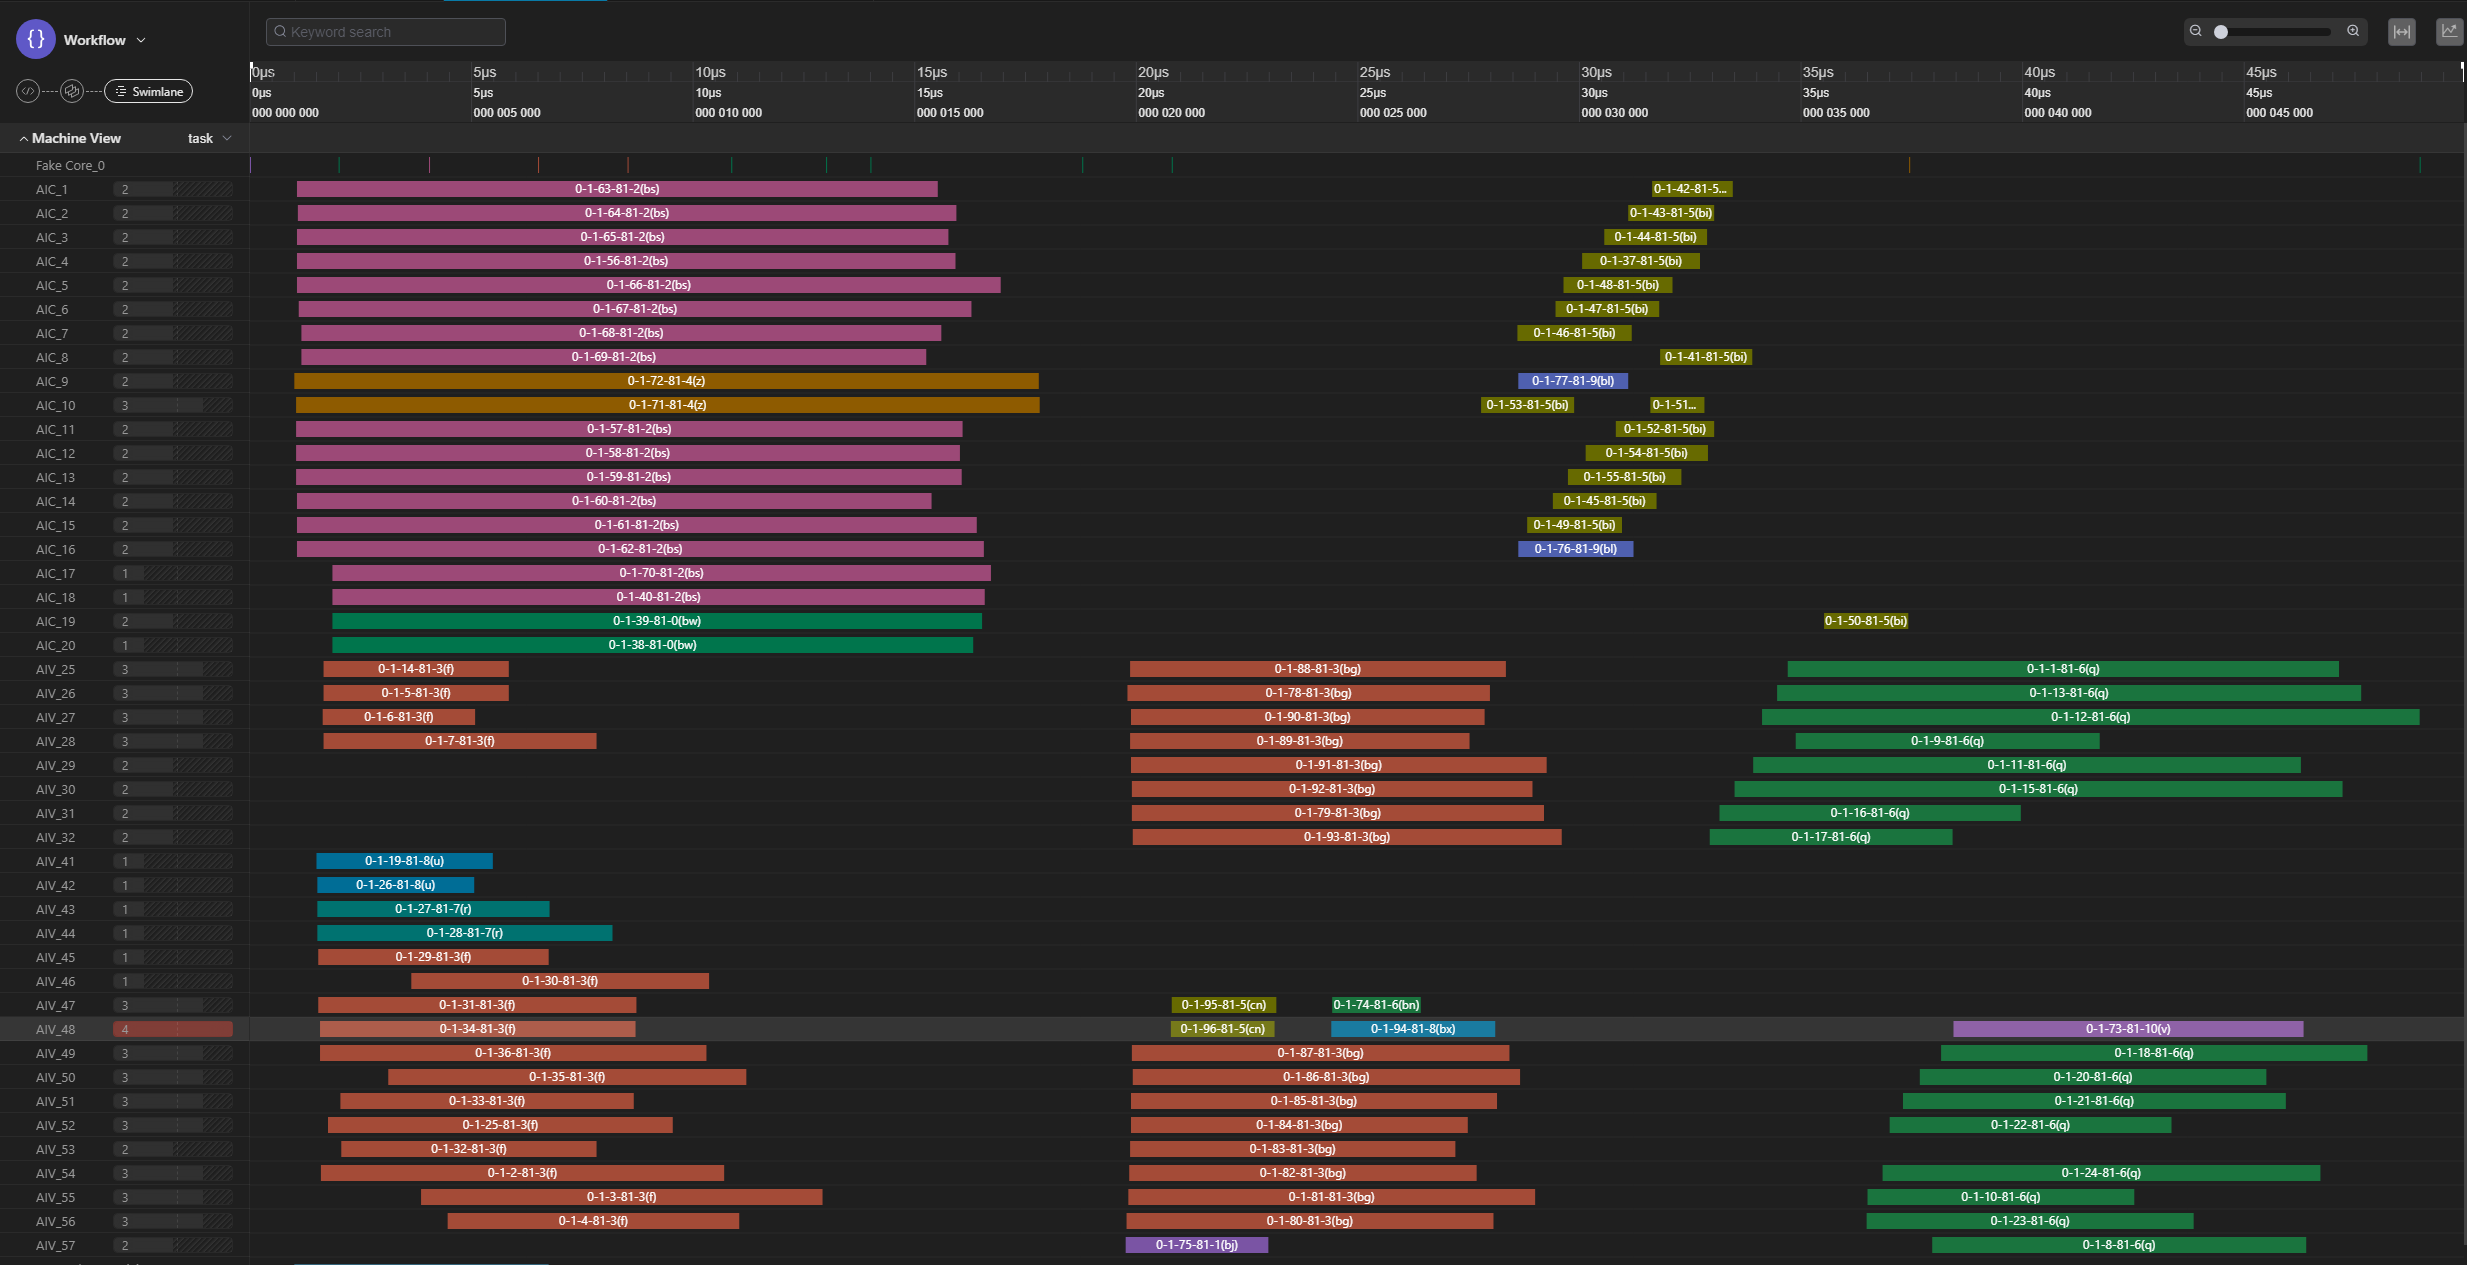 {} Workflow
Keyword search
Swimlane
0μs 5μs 10μs 15μs 20μs 25μs 30μs 35μs 40μs 45μs
0μs 5μs 10μs 15μs 20μs 25μs 30μs 35μs 40μs 45μs
000 000 000 000 005 000 000 010 000 000 015 000 000 020 000 000 025 000 000 030 000 000 035 000 000 040 000 000 045 000
Machine View task
Fake Core_0
AIC_1 2 0-1-63-81-2(bs) 0-1-42-81-5...
AIC_2 2 0-1-64-81-2(bs) 0-1-43-81-5(bi)
AIC_3 2 0-1-65-81-2(bs) 0-1-44-81-5(bi)
AIC_4 2 0-1-56-81-2(bs) 0-1-37-81-5(bi)
AIC_5 2 0-1-66-81-2(bs) 0-1-48-81-5(bi)
AIC_6 2 0-1-67-81-2(bs) 0-1-47-81-5(bi)
AIC_7 2 0-1-68-81-2(bs) 0-1-46-81-5(bi)
AIC_8 2 0-1-69-81-2(bs) 0-1-41-81-5(bi)
AIC_9 2 0-1-72-81-4(z) 0-1-77-81-9(bl)
AIC_10 3 0-1-71-81-4(z) 0-1-53-81-5(bi) 0-1-51...
AIC_11 2 0-1-57-81-2(bs) 0-1-52-81-5(bi)
AIC_12 2 0-1-58-81-2(bs) 0-1-54-81-5(bi)
AIC_13 2 0-1-59-81-2(bs) 0-1-55-81-5(bi)
AIC_14 2 0-1-60-81-2(bs) 0-1-45-81-5(bi)
AIC_15 2 0-1-61-81-2(bs) 0-1-49-81-5(bi)
AIC_16 2 0-1-62-81-2(bs) 0-1-76-81-9(bl)
AIC_17 1 0-1-70-81-2(bs)
AIC_18 1 0-1-40-81-2(bs)
AIC_19 2 0-1-39-81-0(bw) 0-1-50-81-5(bi)
AIC_20 1 0-1-38-81-0(bw)
AIV_25 3 0-1-14-81-3(f) 0-1-88-81-3(bg) 0-1-1-81-6(q)
AIV_26 3 0-1-5-81-3(f) 0-1-78-81-3(bg) 0-1-13-81-6(q)
AIV_27 3 0-1-6-81-3(f) 0-1-90-81-3(bg) 0-1-12-81-6(q)
AIV_28 3 0-1-7-81-3(f) 0-1-89-81-3(bg) 0-1-9-81-6(q)
AIV_29 2 0-1-91-81-3(bg) 0-1-11-81-6(q)
AIV_30 2 0-1-92-81-3(bg) 0-1-15-81-6(q)
AIV_31 2 0-1-79-81-3(bg) 0-1-16-81-6(q)
AIV_32 2 0-1-93-81-3(bg) 0-1-17-81-6(q)
AIV_41 1 0-1-19-81-8(u)
AIV_42 1 0-1-26-81-8(u)
AIV_43 1 0-1-27-81-7(r)
AIV_44 1 0-1-28-81-7(r)
AIV_45 1 0-1-29-81-3(f)
AIV_46 1 0-1-30-81-3(f)
AIV_47 3 0-1-31-81-3(f) 0-1-95-81-5(cn) 0-1-74-81-6(bn)
AIV_48 4 0-1-34-81-3(f) 0-1-96-81-5(cn) 0-1-94-81-8(bx) 0-1-73-81-10(v)
AIV_49 3 0-1-36-81-3(f) 0-1-87-81-3(bg) 0-1-18-81-6(q)
AIV_50 3 0-1-35-81-3(f) 0-1-86-81-3(bg) 0-1-20-81-6(q)
AIV_51 3 0-1-33-81-3(f) 0-1-85-81-3(bg) 0-1-21-81-6(q)
AIV_52 3 0-1-25-81-3(f) 0-1-84-81-3(bg) 0-1-22-81-6(q)
AIV_53 2 0-1-32-81-3(f) 0-1-83-81-3(bg)
AIV_54 3 0-1-2-81-3(f) 0-1-82-81-3(bg) 0-1-24-81-6(q)
AIV_55 3 0-1-3-81-3(f) 0-1-81-81-3(bg) 0-1-10-81-6(q)
AIV_56 3 0-1-4-81-3(f) 0-1-80-81-3(bg) 0-1-23-81-6(q)
AIV_57 2 0-1-75-81-1(bj) 0-1-8-81-6(q)